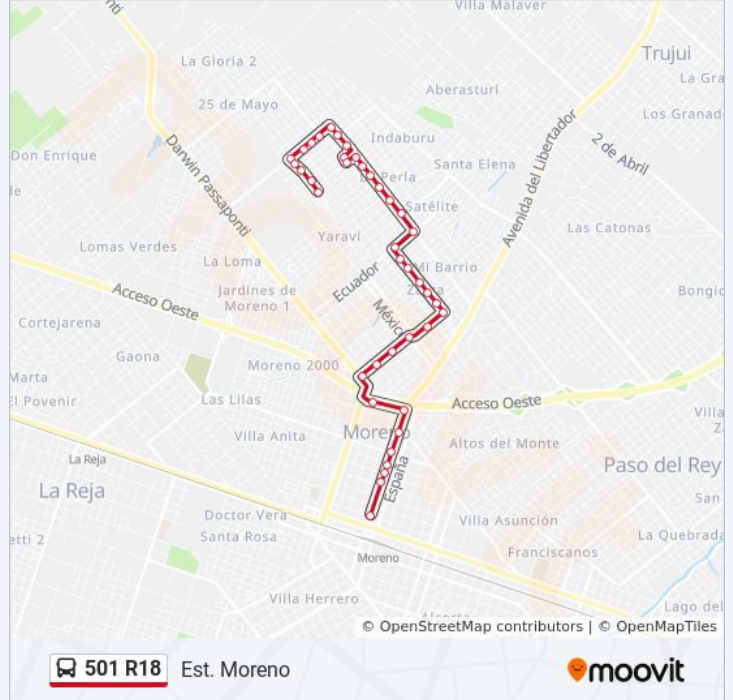 nti
Villa Malaver
La Gloria 2
Trujui
La Gra
Aberasturi
25 de Mayo
Los Granad
Indaburu
2 de Abril
Don Enrique
Darwin Passaponti
La Perla
Santa Elena
Avenida del Libertador
le
Satélite
Las Catonas
Yaraví
Lomas Verdes
La Loma
Ecuador
Mi Barrio
Acceso Oeste
Jardines de
Moreno 1
México
Bongio
Cortejarena
Gaona
Moreno 2000
Marta
El Povenir
Las Lilas
Acceso Oeste
Villa
Z
Villa Anita
Moreno
Altos del Monte
La Reja
España
Paso del Rey
La Reja
San
Doctor Vera
Villa Asunción
Santa Rosa
La Quebrada
etti 2
Moreno
Franciscanos
Villa Herrero
Lago del
© OpenStreetMap contributors | © OpenMapTiles
501 R18 Est. Moreno
moovit